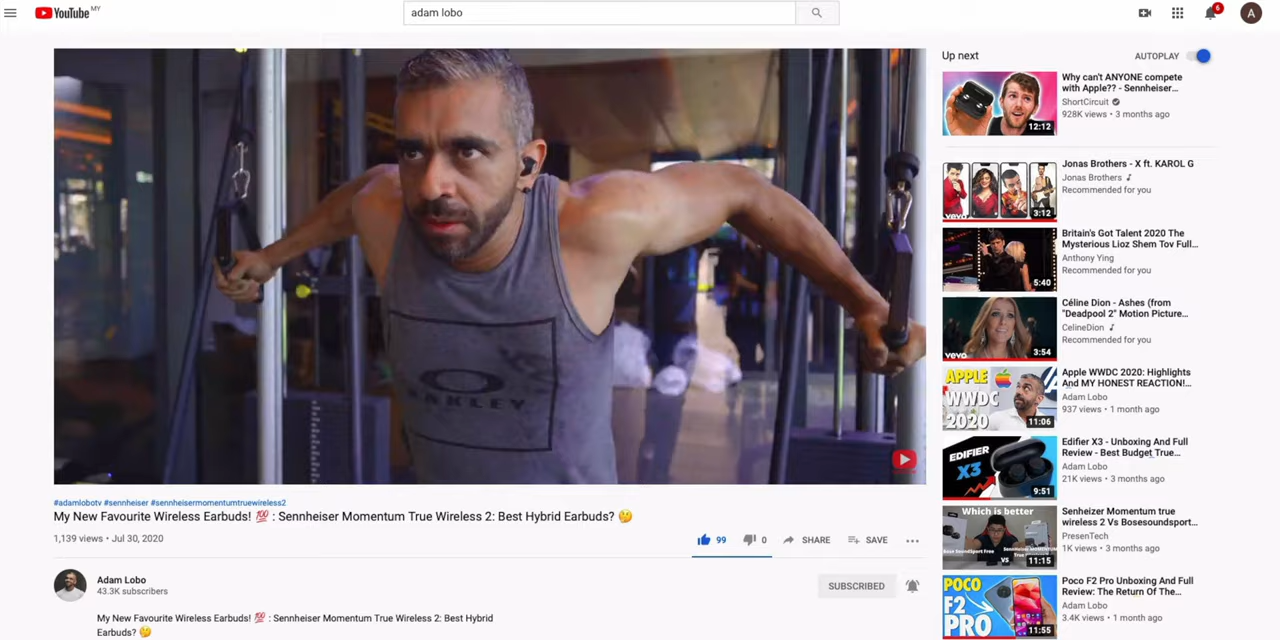 YouTube MY
adam lobo
6
A
OAKLEY
#adamlobotv #sennheiser #sennheisermomentumtruewireless2
My New Favourite Wireless Earbuds! 💯 : Sennheiser Momentum True Wireless 2: Best Hybrid Earbuds? 🤔
1,139 views • Jul 30, 2020
99
0
SHARE
SAVE
Adam Lobo
43.3K subscribers
SUBSCRIBED
My New Favourite Wireless Earbuds! 💯 : Sennheiser Momentum True Wireless 2: Best Hybrid
Earbuds? 🤔
Up next
AUTOPLAY
12:12
Why can't ANYONE compete
with Apple?? - Sennheiser...
ShortCircuit
928K views • 3 months ago
vevo
3:12
Jonas Brothers - X ft. KAROL G
Jonas Brothers
Recommended for you
5:40
Britain's Got Talent 2020 The
Mysterious Lioz Shem Tov Full...
Anthony Ying
Recommended for you
vevo
3:54
Céline Dion - Ashes (from
"Deadpool 2" Motion Picture...
CelineDion
Recommended for you
APPLE
WWDC
2020
11:06
Apple WWDC 2020: Highlights
And MY HONEST REACTION!...
Adam Lobo
937 views • 1 month ago
EDIFIER
X3
9:51
Edifier X3 - Unboxing And Full
Review - Best Budget True...
Adam Lobo
21K views • 3 months ago
Which is better
VS
11:15
Senheizer Momentum true
wireless 2 Vs Bosesoundsport...
PresenTech
1K views • 3 months ago
POCO
F2
PRO
11:55
Poco F2 Pro Unboxing And Full
Review: The Return Of The...
Adam Lobo
3.4K views • 1 month ago